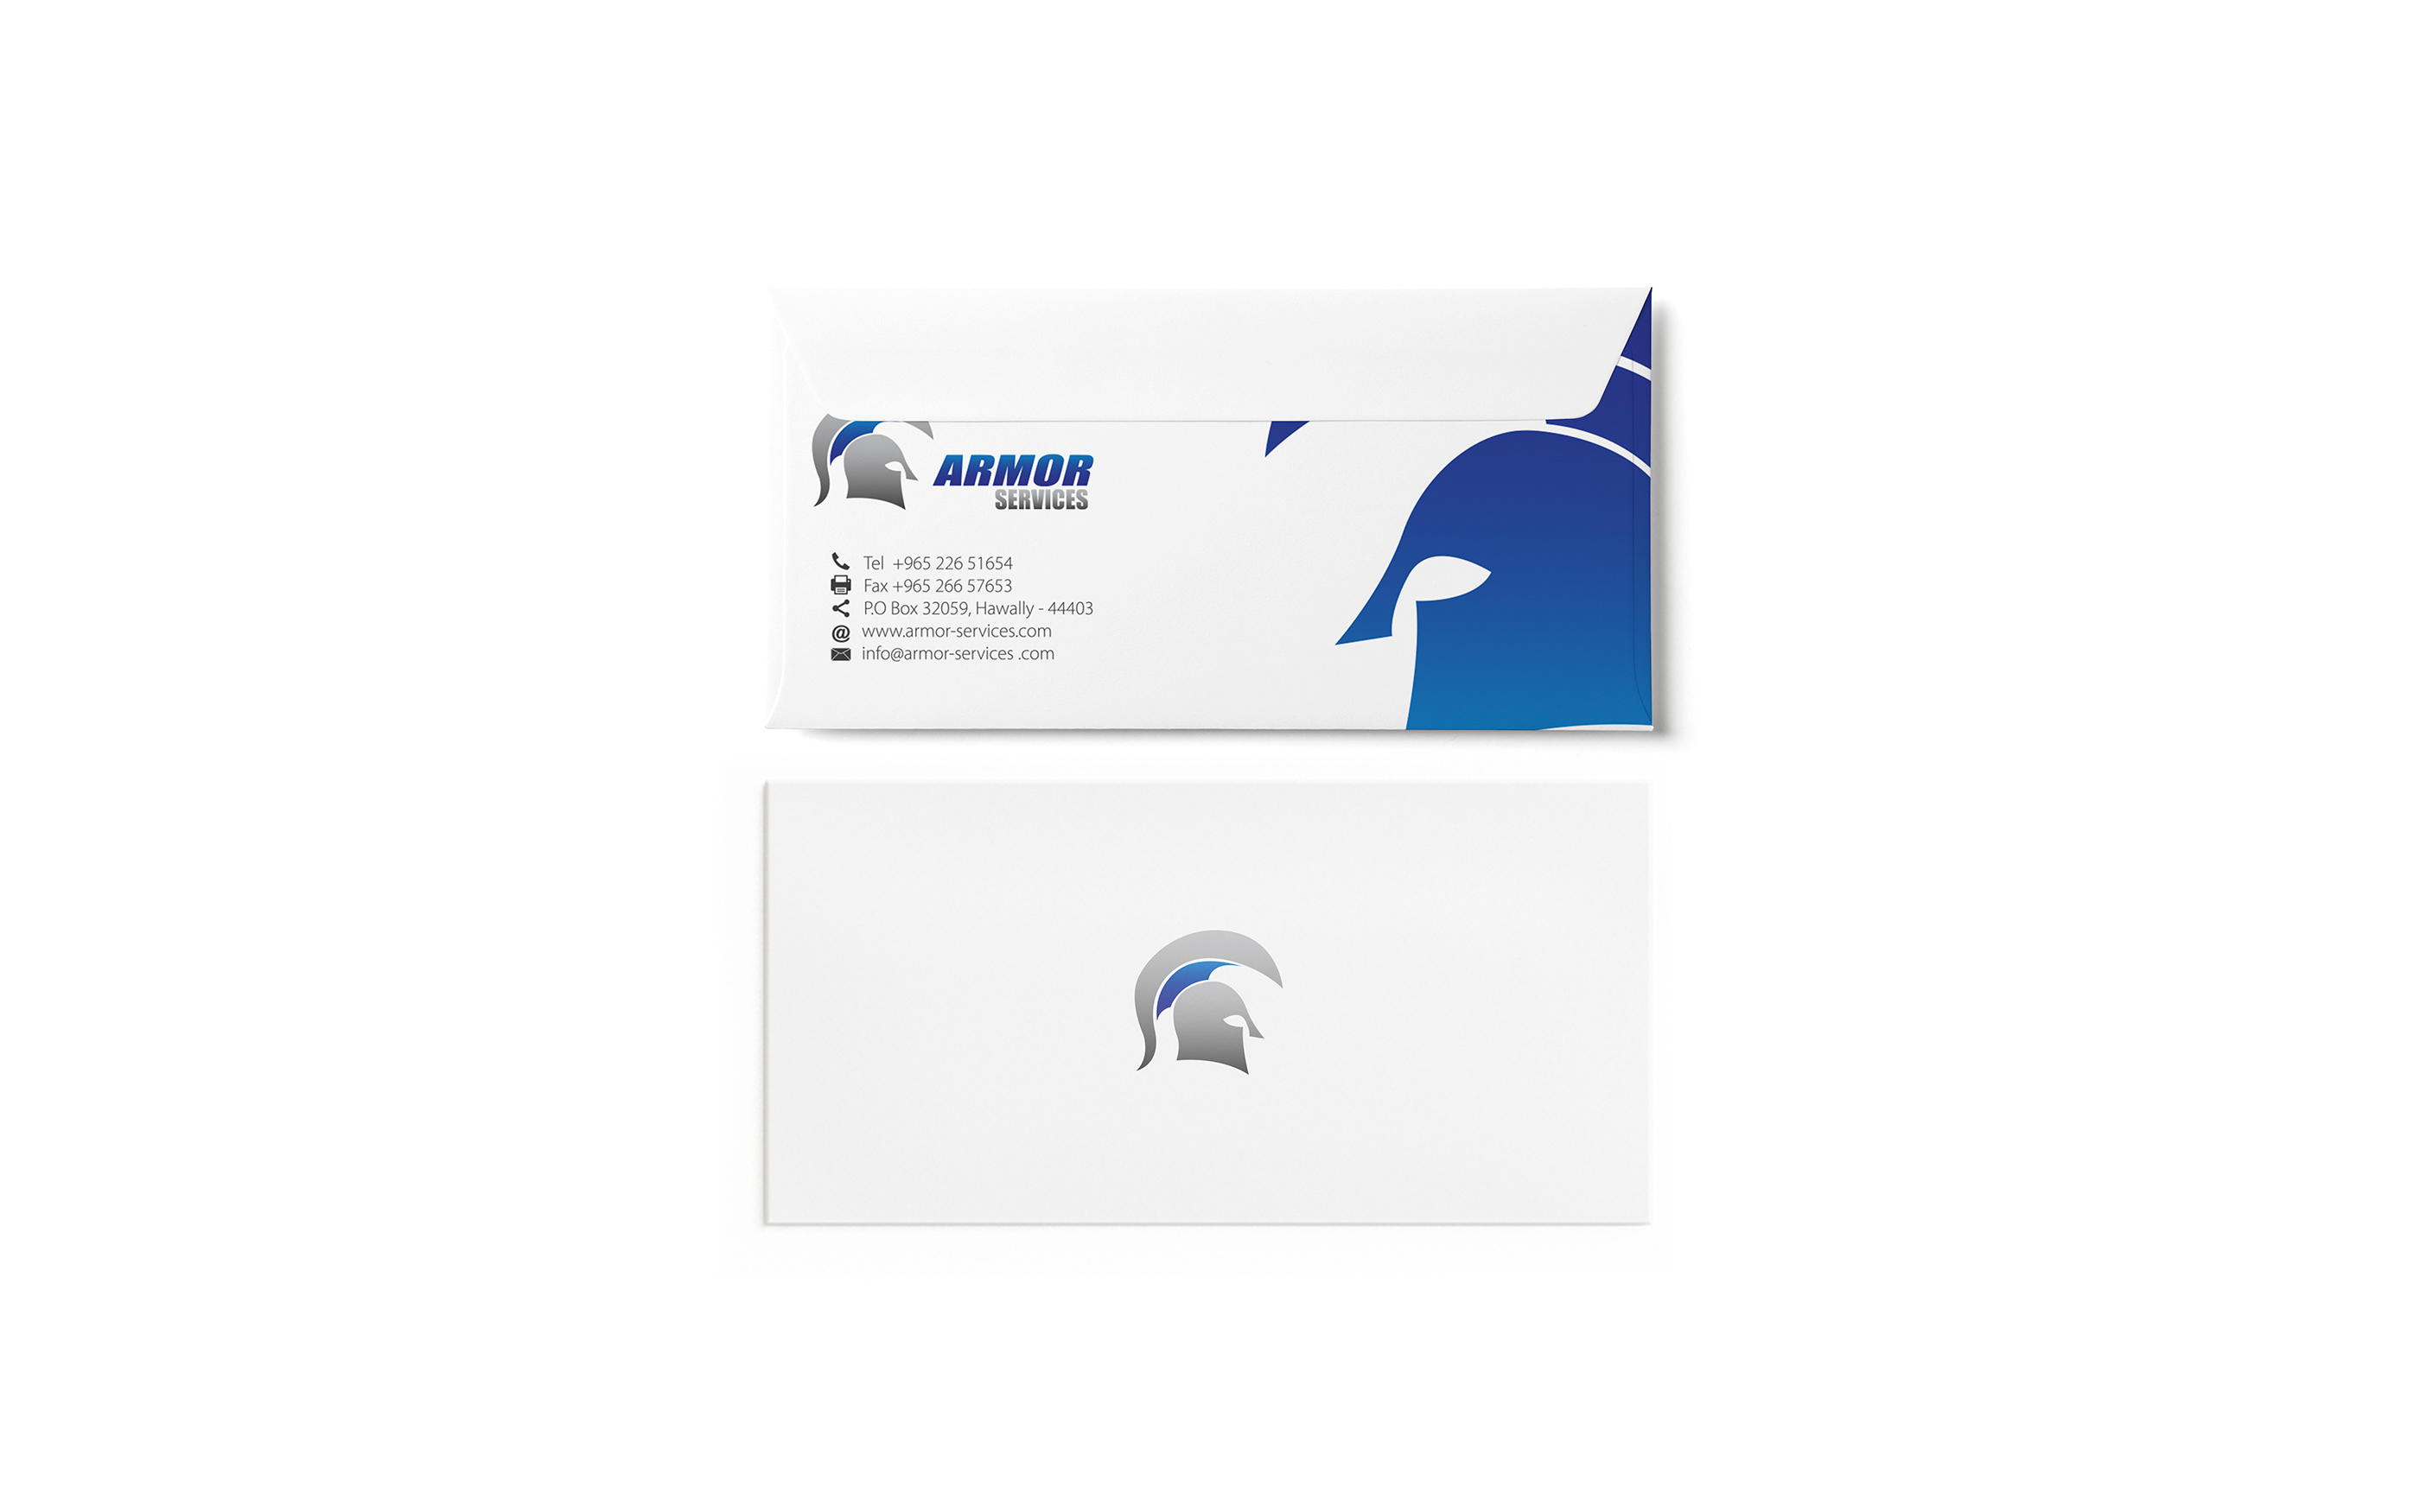 ARMOR
SERVICES
Tel +965 226 51654
Fax +965 266 57653
P.O Box 32059, Hawally - 44403
www.armor-services.com
info@armor-services .com